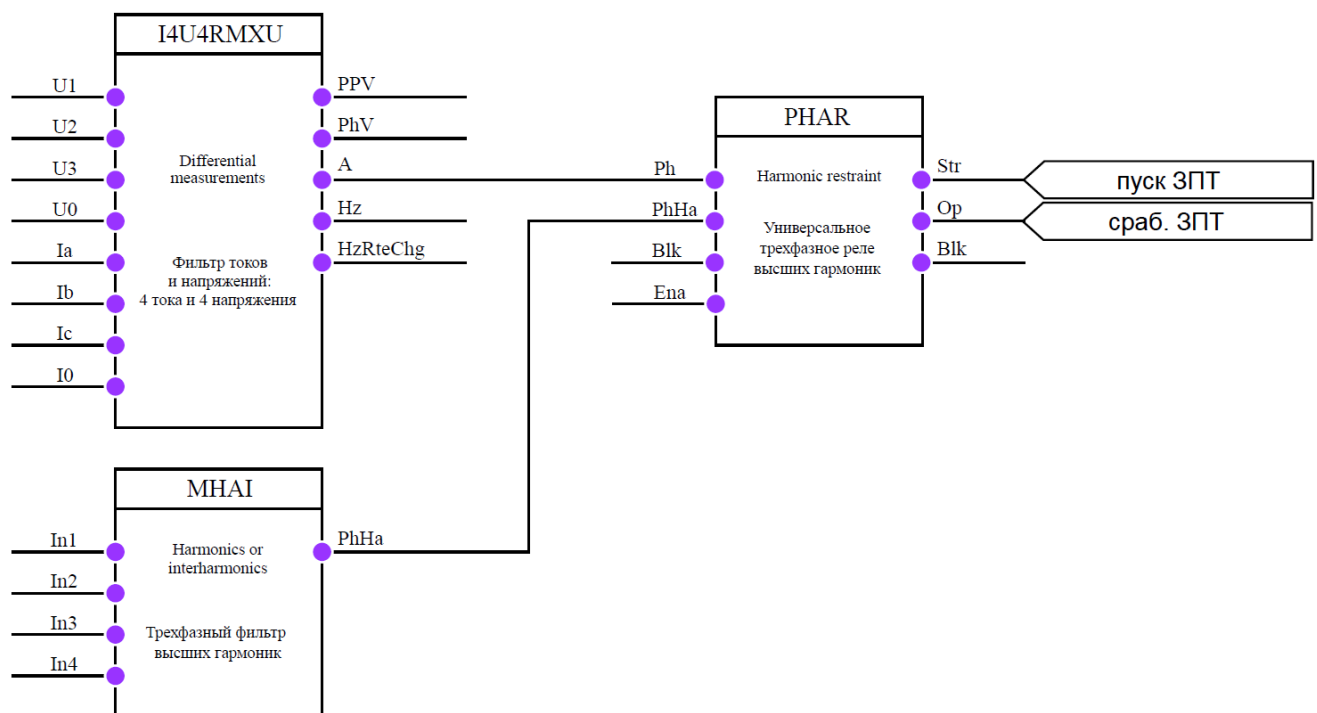 I4U4RMXU
U1
U2
U3
U0
Ia
Ib
Ic
I0
Differential
measurements
Фильтр токов
и напряжений:
4 тока и 4 напряжения
PPV
PhV
A
Hz
HzRteChg
PHAR
Ph
PhHa
Blk
Ena
Harmonic restraint
Универсальное
трехфазное реле
высших гармоник
Str
Op
Blk
пуск ЗПТ
сраб. ЗПТ
MHAI
In1
In2
In3
In4
Harmonics or
interharmonics
Трехфазный фильтр
высших гармоник
PhHa